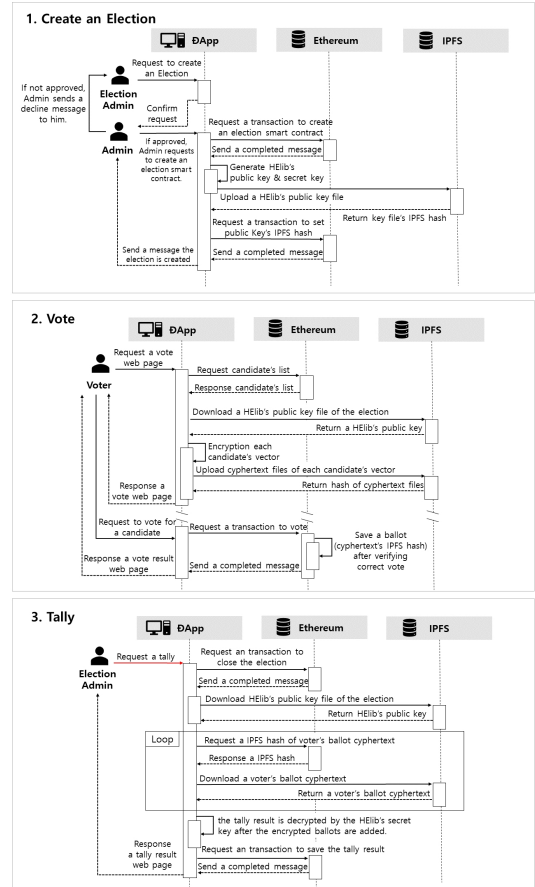 1. Create an Election
ĐApp
Ethereum
IPFS
Request to create
an Election
Election
Admin
If not approved,
Admin sends a
decline message
to him.
Confirm
request
Admin
If approved,
Admin requests
to create an
election smart
contract.
Request a transaction to create
an election smart contract
Send a completed message
Generate HElib's
public key & secret key
Upload a HElib's public key file
Return key file's IPFS hash
Request a transaction to set
public Key's IPFS hash
Send a completed message
Send a message the
election is created
2. Vote
ĐApp
Ethereum
IPFS
Request a vote
web page
Voter
Request candidate's list
Response candidate's list
Download a HElib's public key file of the election
Return a HElib's public key
Encryption each
candidate's vector
Upload cyphertext files of each candidate's vector
Return hash of cyphertext files
Response a
vote web page
Request to vote for
a candidate
Request a transaction to vote
Save a ballot
(cyphertext's IPFS hash)
after verifying
correct vote
Send a completed message
Response a vote result
web page
3. Tally
ĐApp
Ethereum
IPFS
Request a tally
Election
Admin
Request an transaction to
close the election
Send a completed message
Download HElib's public key file of the election
Return HElib's public key
Loop
Request a IPFS hash of voter's ballot cyphertext
Response a IPFS hash
Download a voter's ballot cyphertext
Return a voter's ballot cyphertext
the tally result is decrypted by the HElib's secret
key after the encrypted ballots are added.
Response
a tally result
web page
Request an transaction to save the tally result
Send a completed message